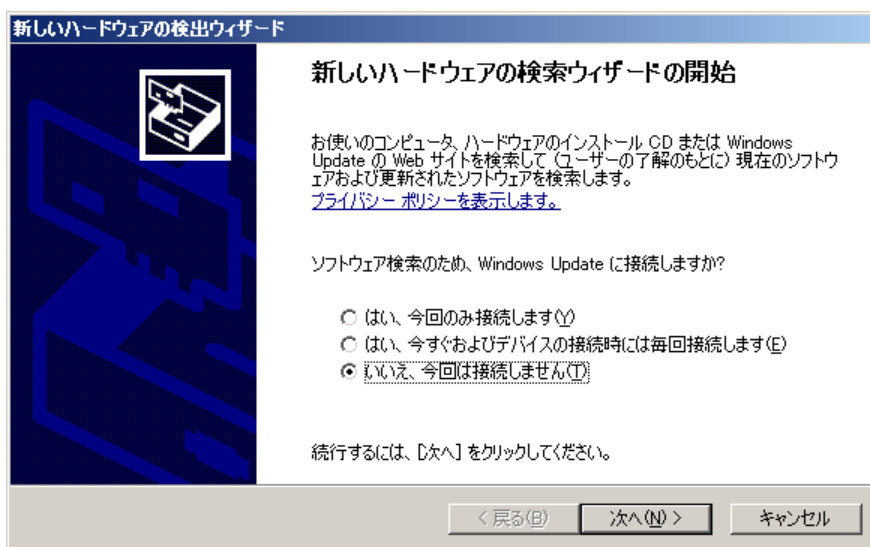 新しいハードウェアの検出ウィザード
新しいハードウェアの検索ウィザードの開始
お使いのコンピュータ、ハードウェアのインストール CD または Windows
Update の Web サイトを検索して (ユーザーの了解のもとに) 現在のソフトウ
ェアおよび更新されたソフトウェアを検索します。
プライバシー ポリシーを表示します。
ソフトウェア検索のため、Windows Update に接続しますか?
はい、今回のみ接続します(Y)
はい、今すぐおよびデバイスの接続時には毎回接続します(E)
いいえ、今回は接続しません(T)
続行するには、[次へ] をクリックしてください。
< 戻る(B) 次へ(N) > キャンセル